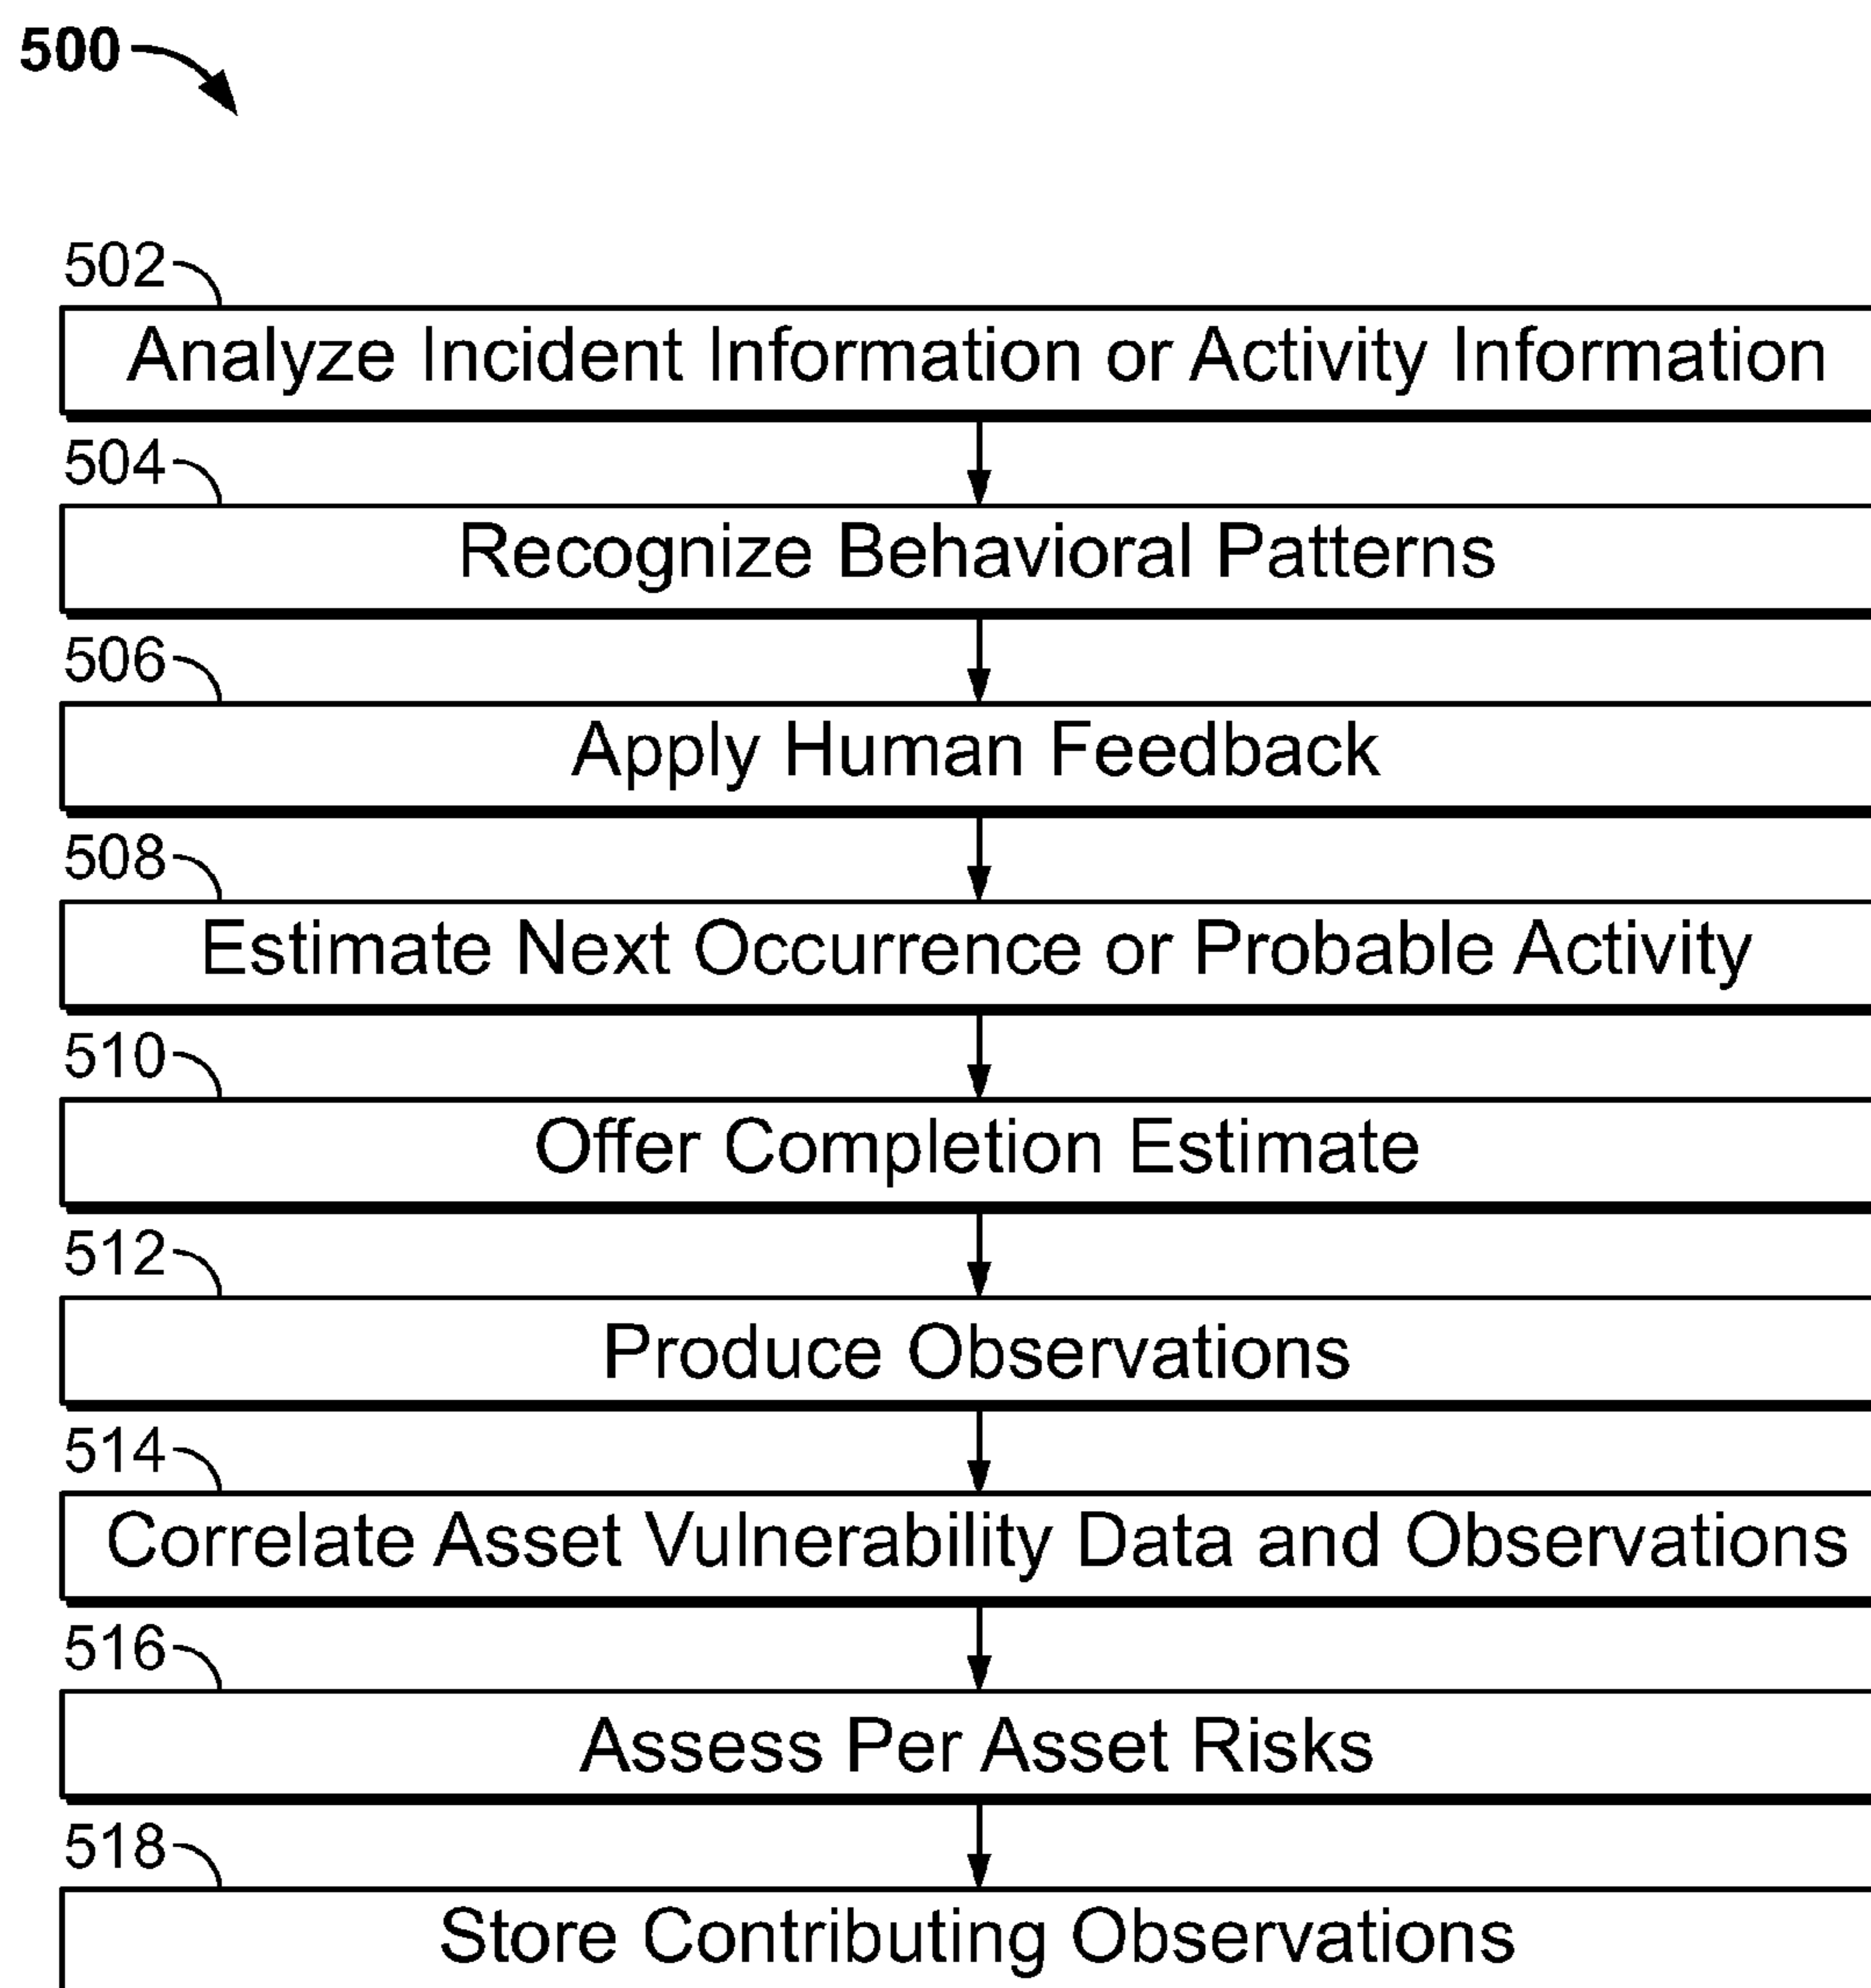 500
502
Analyze Incident Information or Activity Information
504
Recognize Behavioral Patterns
506
Apply Human Feedback
508
Estimate Next Occurrence or Probable Activity
510
Offer Completion Estimate
512
Produce Observations
514
Correlate Asset Vulnerability Data and Observations
516
Assess Per Asset Risks
518
Store Contributing Observations